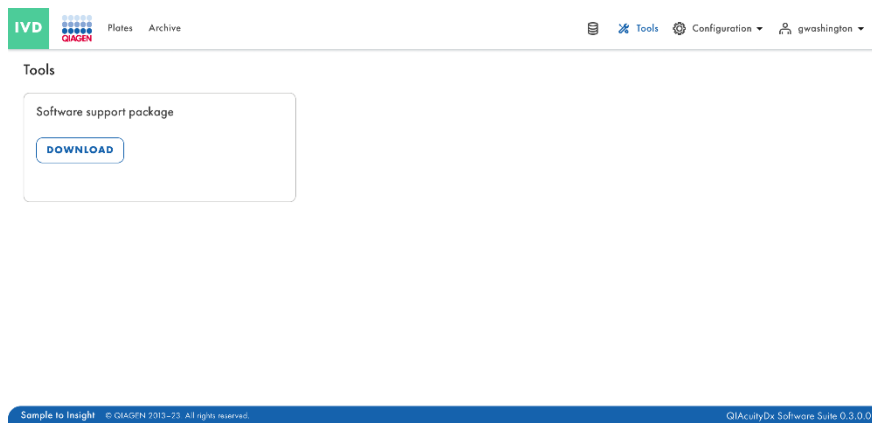 IVD
QIAGEN
Plates Archive Tools Configuration gwashington
Tools
Software support package
DOWNLOAD
Sample to Insight © QIAGEN 2013–23. All rights reserved. QIAcuityDx Software Suite 0.3.0.0